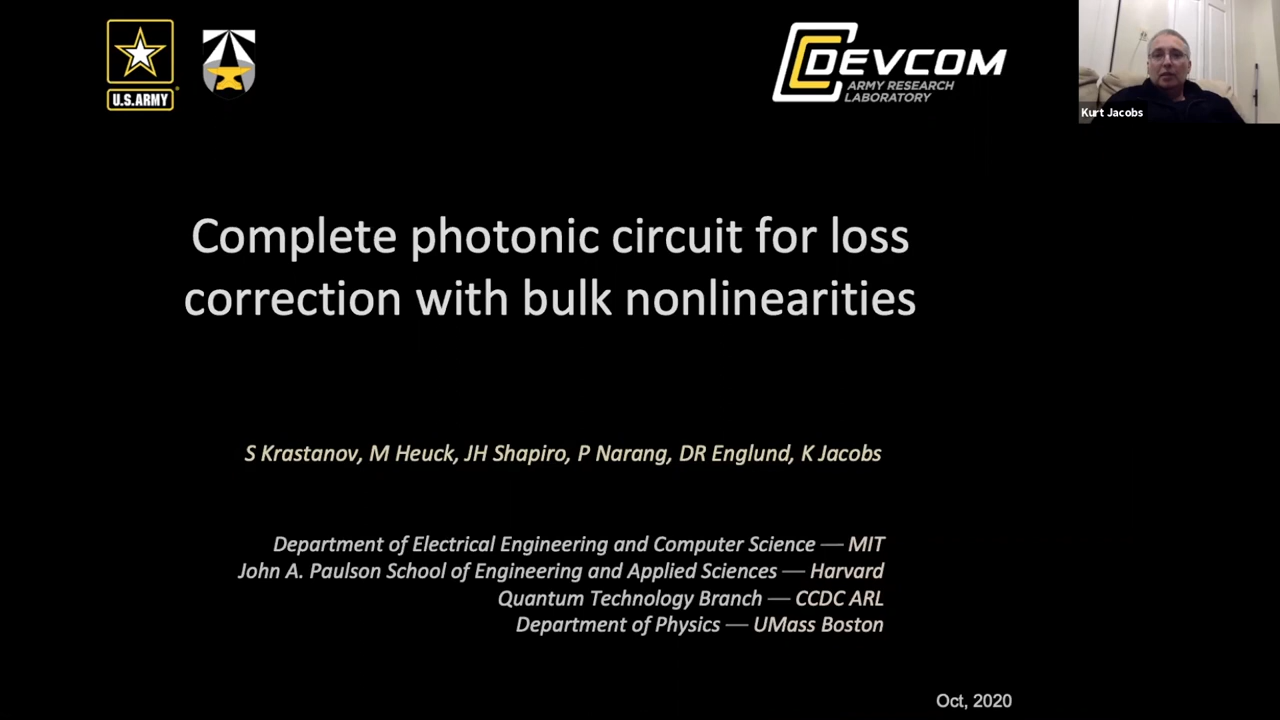 U.S.ARMY
DEVCOM
ARMY RESEARCH
LABORATORY
Kurt Jacobs
Complete photonic circuit for loss
correction with bulk nonlinearities
S Krastanov, M Heuck, JH Shapiro, P Narang, DR Englund, K Jacobs
Department of Electrical Engineering and Computer Science — MIT
John A. Paulson School of Engineering and Applied Sciences — Harvard
Quantum Technology Branch — CCDC ARL
Department of Physics — UMass Boston
Oct, 2020